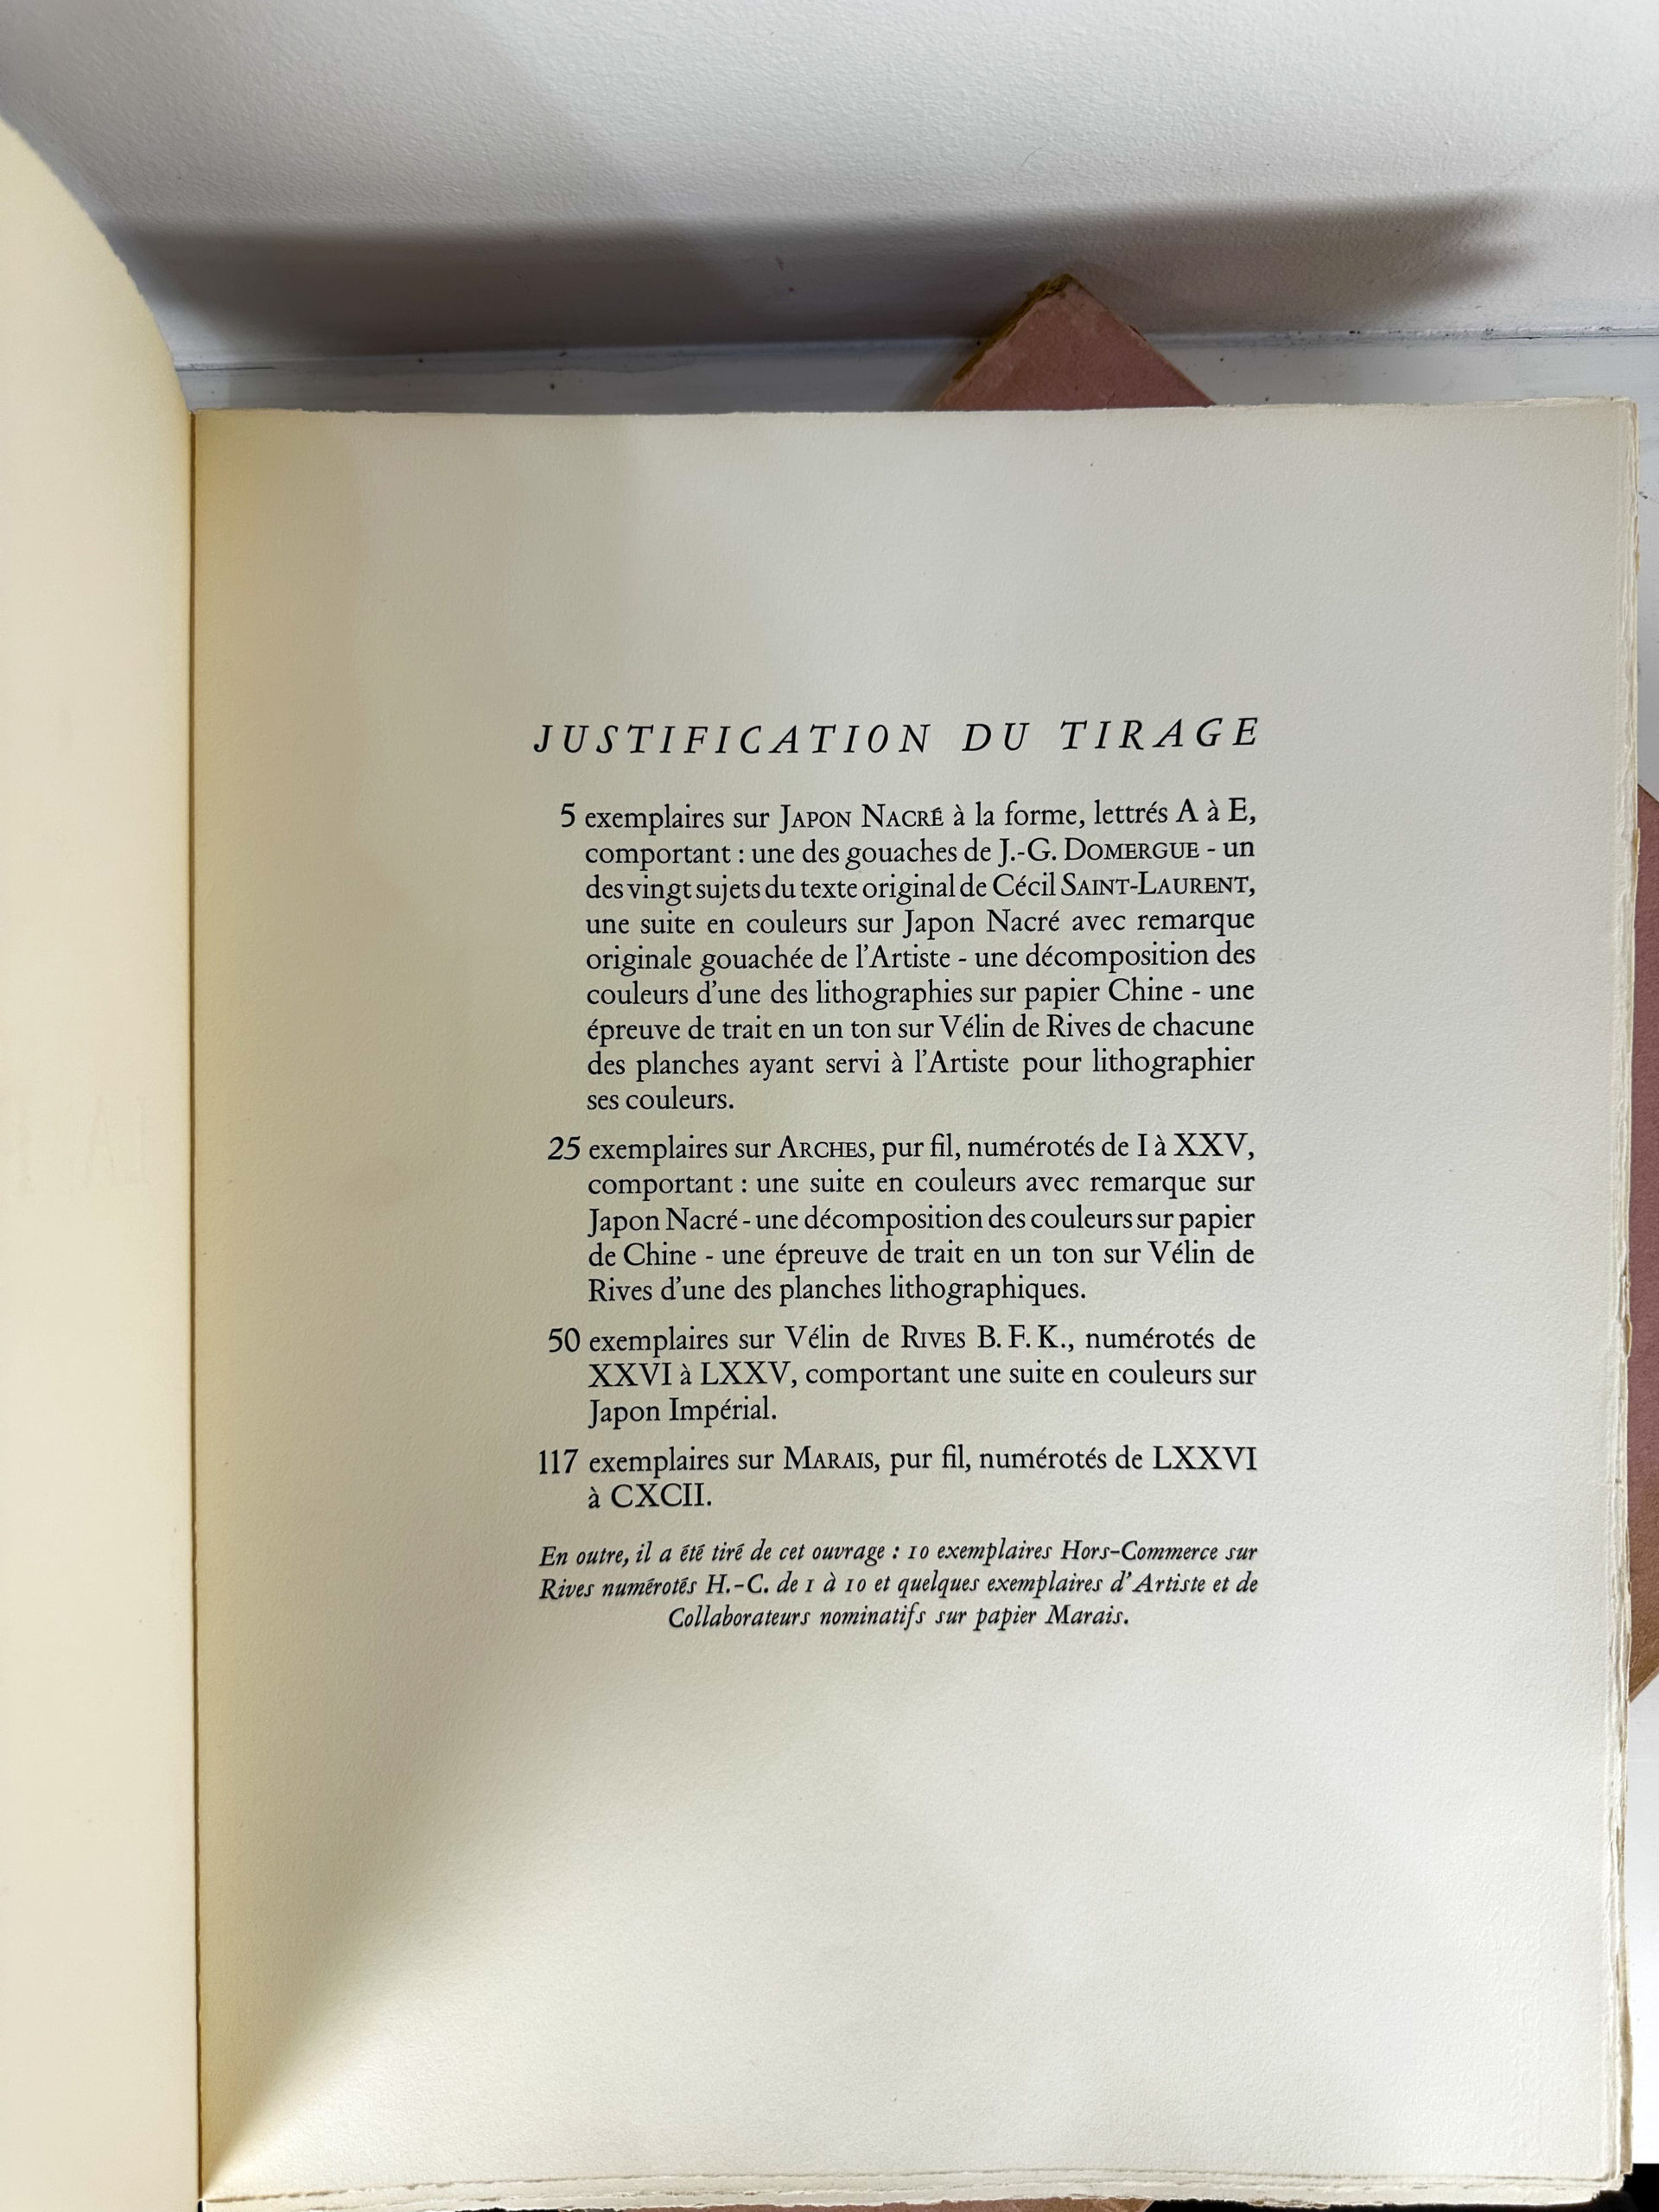 JUSTIFICATION DU TIRAGE
5 exemplaires sur JAPON NACRÉ à la forme, lettrés A à E,
comportant : une des gouaches de J.-G. DOMERGUE - un
des vingt sujets du texte original de Cécil SAINT-LAURENT,
une suite en couleurs sur Japon Nacré avec remarque
originale gouachée de l'Artiste - une décomposition des
couleurs d'une des lithographies sur papier Chine - une
épreuve de trait en un ton sur Vélin de Rives de chacune
des planches ayant servi à l'Artiste pour lithographier
ses couleurs.
25 exemplaires sur ARCHES, pur fil, numérotés de I à XXV,
comportant : une suite en couleurs avec remarque sur
Japon Nacré - une décomposition des couleurs sur papier
de Chine - une épreuve de trait en un ton sur Vélin de
Rives d'une des planches lithographiques.
50 exemplaires sur Vélin de RIVES B. F. K., numérotés de
XXVI à LXXV, comportant une suite en couleurs sur
Japon Impérial.
117 exemplaires sur MARAIS, pur fil, numérotés de LXXVI
à CXCII.
En outre, il a été tiré de cet ouvrage : 10 exemplaires Hors-Commerce sur
Rives numérotés H.-C. de 1 à 10 et quelques exemplaires d'Artiste et de
Collaborateurs nominatifs sur papier Marais.